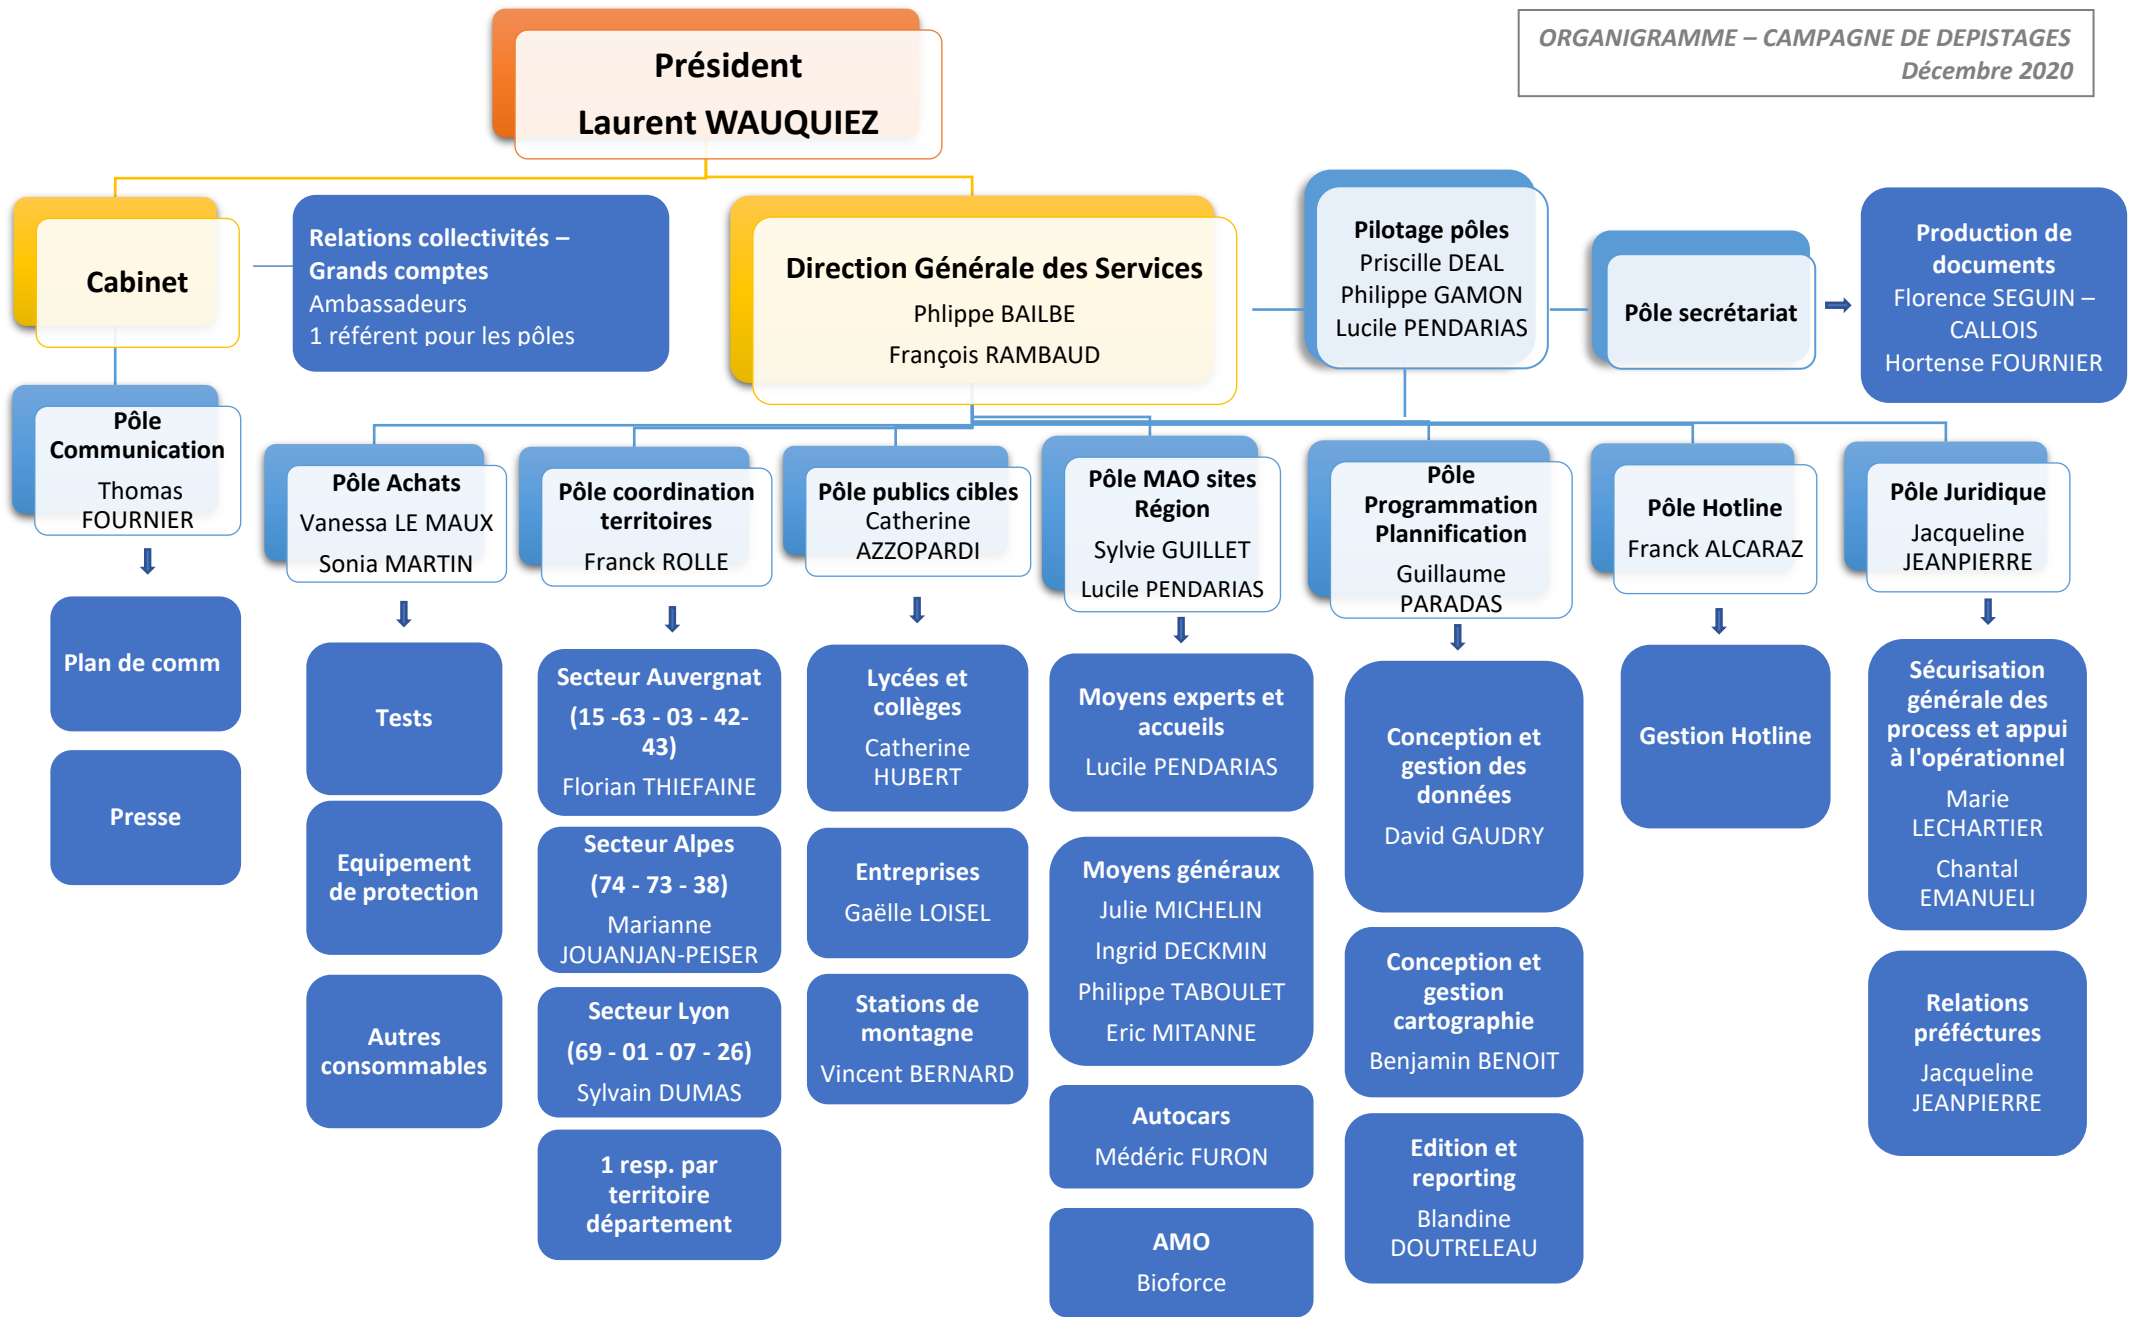 ORGANIGRAMME – CAMPAGNE DE DEPISTAGES
Décembre 2020
Président
Laurent WAUQUIEZ
Cabinet
Relations collectivités –
Grands comptes
Ambassadeurs
1 référent pour les pôles
Direction Générale des Services
Phlippe BAILBE
François RAMBAUD
Pilotage pôles
Priscille DEAL
Philippe GAMON
Lucile PENDARIAS
Pôle secrétariat
Production de
documents
Florence SEGUIN –
CALLOIS
Hortense FOURNIER
Pôle
Communication
Thomas
FOURNIER
Plan de comm
Presse
Pôle Achats
Vanessa LE MAUX
Sonia MARTIN
Tests
Equipement
de protection
Autres
consommables
Pôle coordination
territoires
Franck ROLLE
Secteur Auvergnat
(15 -63 - 03 - 42-
43)
Florian THIEFAINE
Secteur Alpes
(74 - 73 - 38)
Marianne
JOUANJAN-PEISER
Secteur Lyon
(69 - 01 - 07 - 26)
Sylvain DUMAS
1 resp. par
territoire
département
Pôle publics cibles
Catherine
AZZOPARDI
Lycées et
collèges
Catherine
HUBERT
Entreprises
Gaëlle LOISEL
Stations de
montagne
Vincent BERNARD
Pôle MAO sites
Région
Sylvie GUILLET
Lucile PENDARIAS
Moyens experts et
accueils
Lucile PENDARIAS
Moyens généraux
Julie MICHELIN
Ingrid DECKMIN
Philippe TABOULET
Eric MITANNE
Autocars
Médéric FURON
AMO
Bioforce
Pôle
Programmation
Plannification
Guillaume
PARADAS
Conception et
gestion des
données
David GAUDRY
Conception et
gestion
cartographie
Benjamin BENOIT
Edition et
reporting
Blandine
DOUTRELEAU
Pôle Hotline
Franck ALCARAZ
Gestion Hotline
Pôle Juridique
Jacqueline
JEANPIERRE
Sécurisation
générale des
process et appui
à l'opérationnel
Marie
LECHARTIER
Chantal
EMANUELI
Relations
préféctures
Jacqueline
JEANPIERRE